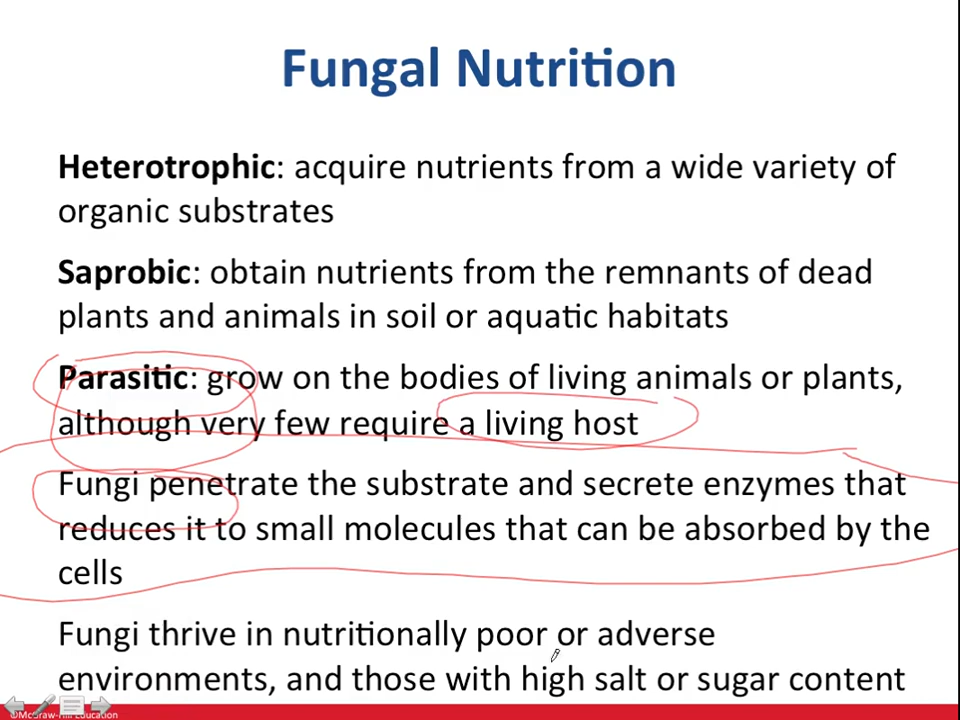 Fungal Nutrition
Heterotrophic: acquire nutrients from a wide variety of
organic substrates
Saprobic: obtain nutrients from the remnants of dead
plants and animals in soil or aquatic habitats
Parasitic: grow on the bodies of living animals or plants,
although very few require a living host
Fungi penetrate the substrate and secrete enzymes that
reduces it to small molecules that can be absorbed by the
cells
Fungi thrive in nutritionally poor or adverse
environments, and those with high salt or sugar content
©McGraw-Hill Education